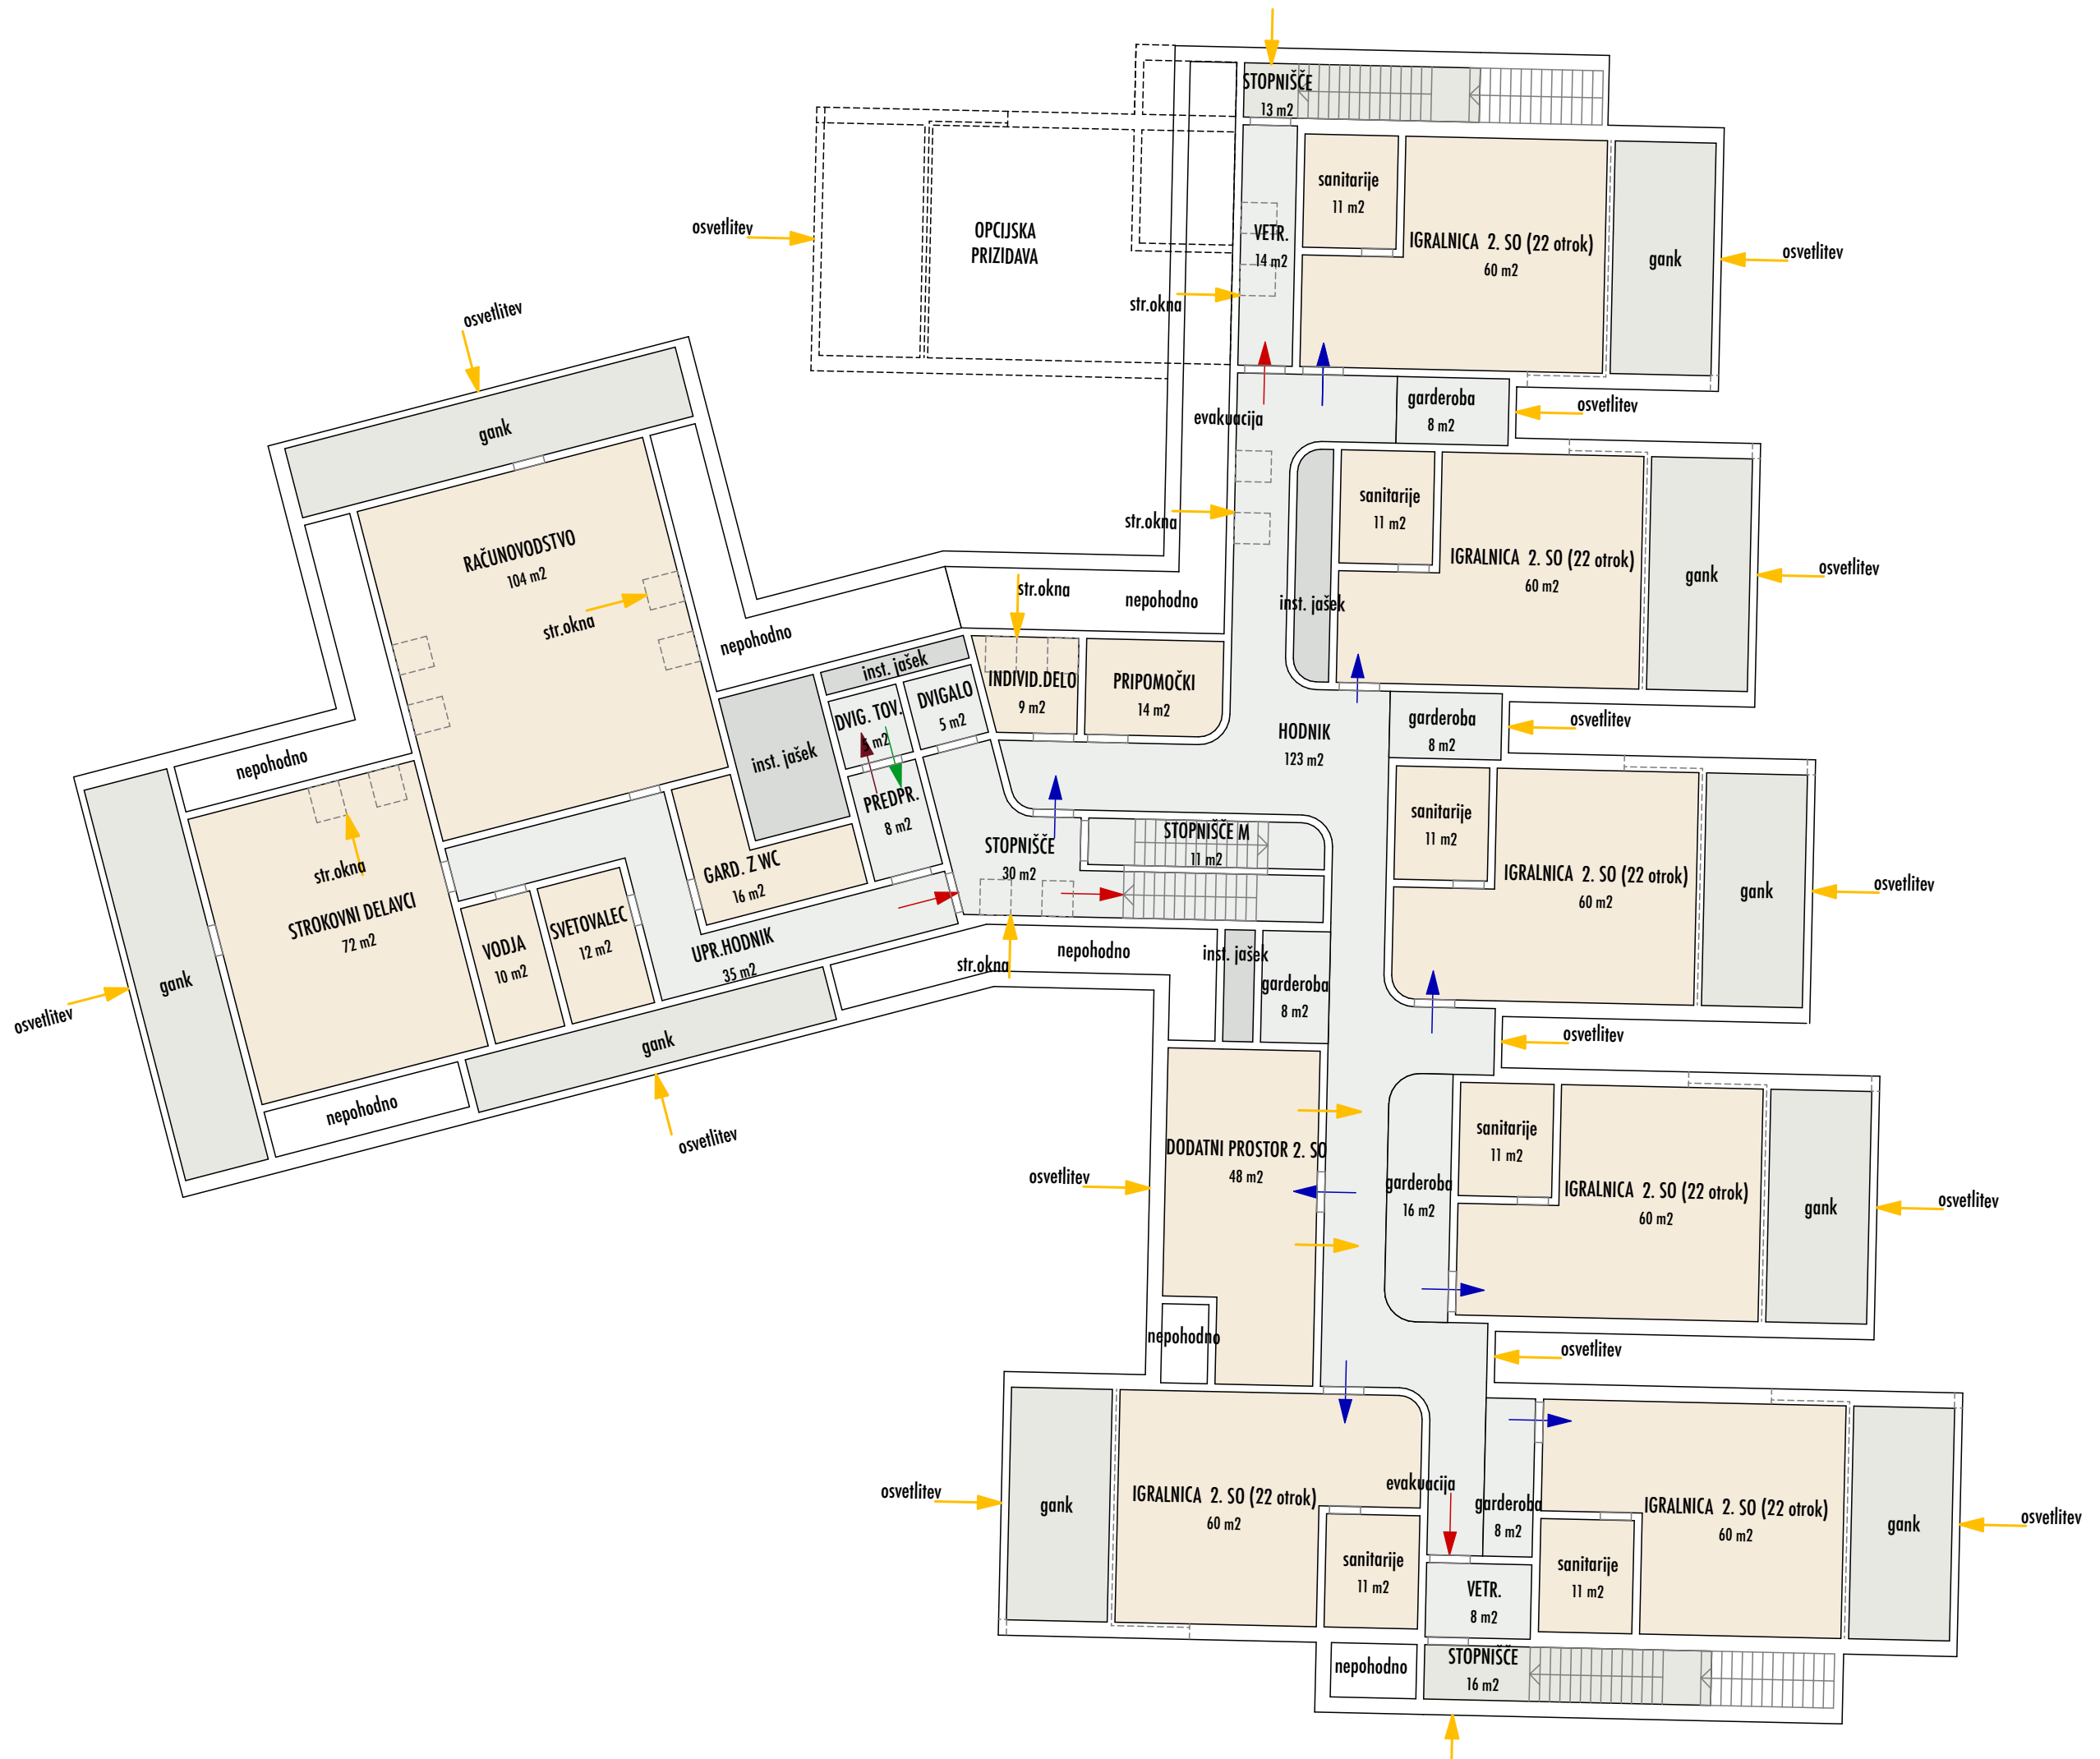 STOPNIŠČE
13 m2
sanitarije
11 m2
VETR.
14 m2
IGRALNICA 2. SO (22 otrok)
60 m2
gank
osvetlitev
osvetlitev
OPCIJSKA
PRIZIDAVA
str.okna
osvetlitev
gank
evakuacija
garderoba
8 m2
osvetlitev
str.okna
sanitarije
11 m2
IGRALNICA 2. SO (22 otrok)
60 m2
gank
osvetlitev
inst. jašek
RAČUNOVODSTVO
104 m2
str.okna
nepohodno
str.okna
nepohodno
inst. jašek
INDIVID.DELO
9 m2
PRIPOMOČKI
14 m2
DVIG. TOV.
5 m2
DVIGALO
5 m2
HODNIK
123 m2
garderoba
8 m2
osvetlitev
nepohodno
inst. jašek
PREDPR.
8 m2
STOPNIŠČE
30 m2
STOPNIŠČE M
11 m2
sanitarije
11 m2
IGRALNICA 2. SO (22 otrok)
60 m2
gank
osvetlitev
str.okna
GARD. Z WC
16 m2
STROKOVNI DELAVCI
72 m2
VODJA
10 m2
SVETOVALEC
12 m2
UPR.HODNIK
35 m2
str.okna
nepohodno
inst. jašek
garderoba
8 m2
gank
osvetlitev
gank
osvetlitev
nepohodno
osvetlitev
DODATNI PROSTOR 2. SO
48 m2
osvetlitev
sanitarije
11 m2
garderoba
16 m2
IGRALNICA 2. SO (22 otrok)
60 m2
gank
osvetlitev
nepohodno
osvetlitev
osvetlitev
gank
IGRALNICA 2. SO (22 otrok)
60 m2
evakuacija
garderoba
8 m2
IGRALNICA 2. SO (22 otrok)
60 m2
gank
osvetlitev
sanitarije
11 m2
VETR.
8 m2
sanitarije
11 m2
nepohodno
STOPNIŠČE
16 m2